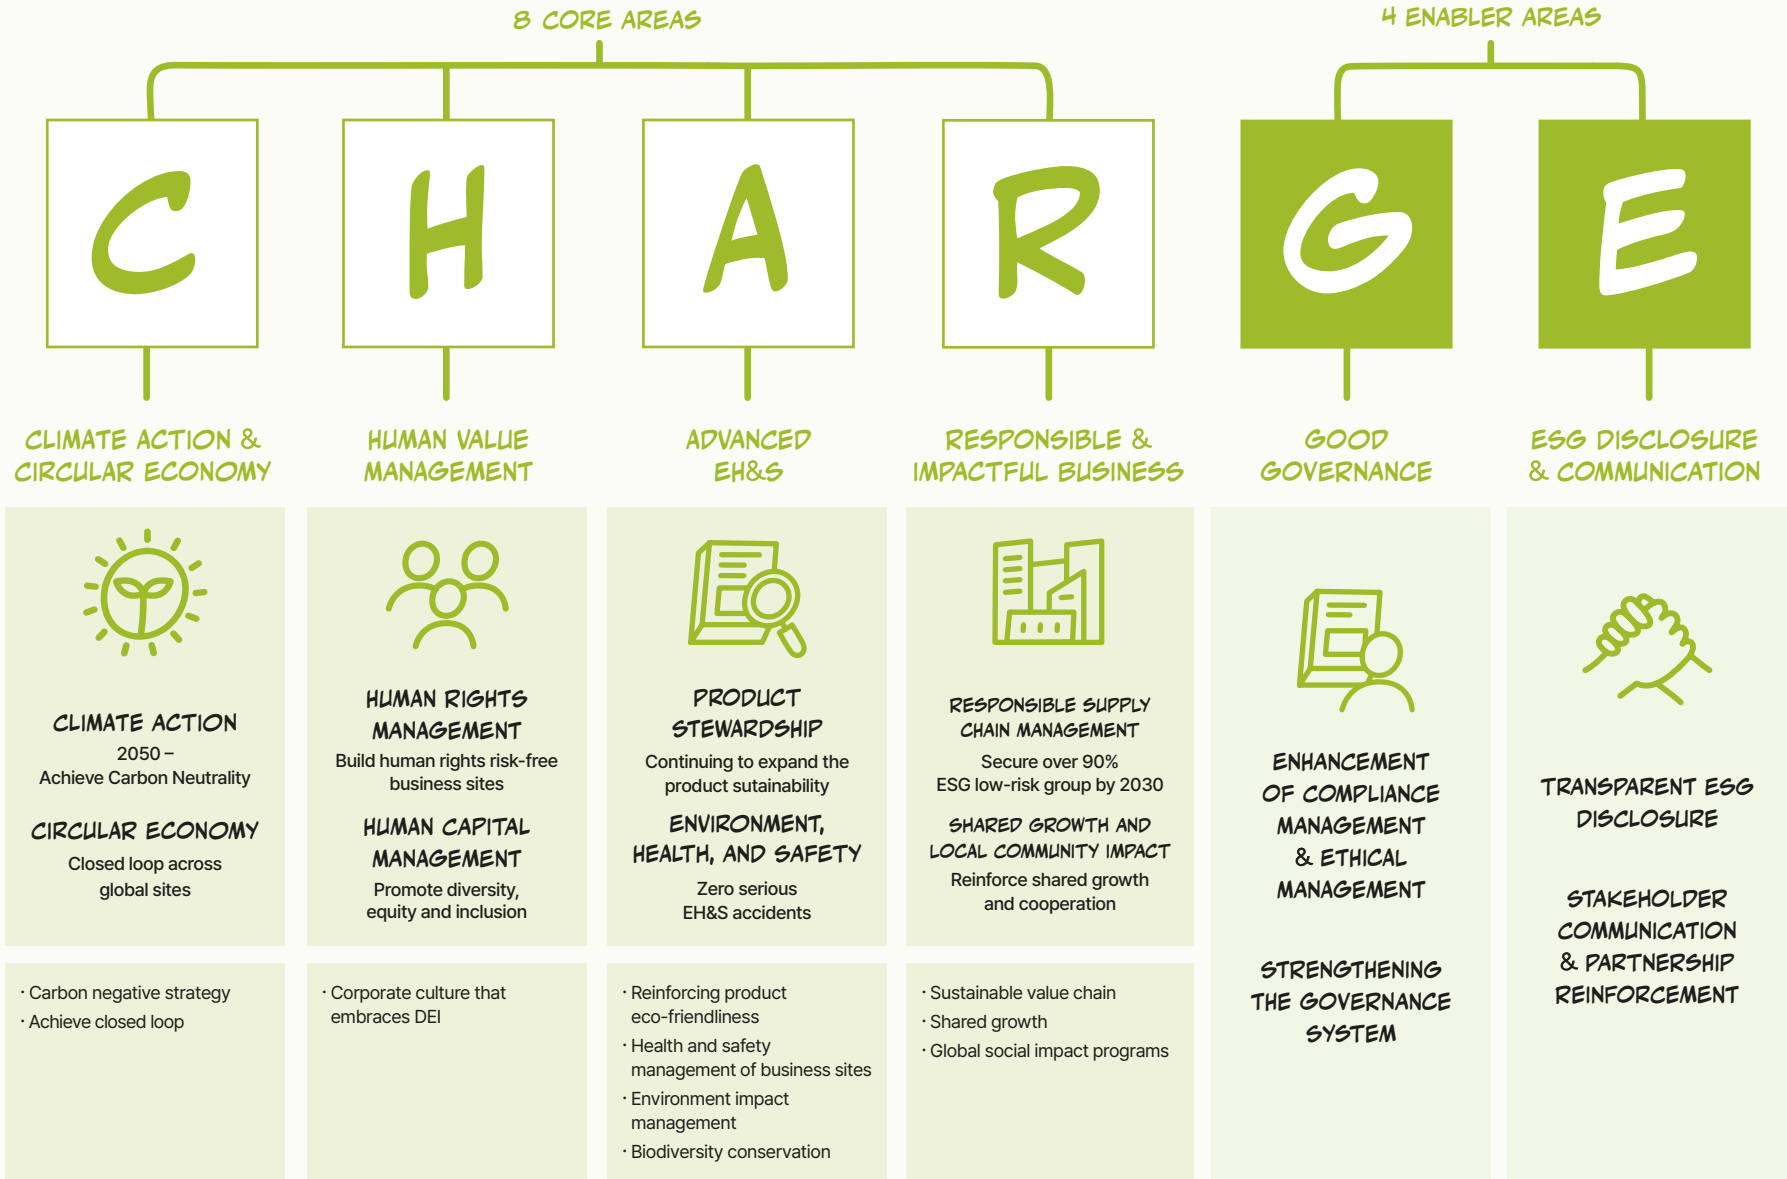 8 CORE AREAS
4 ENABLER AREAS
C
H
A
R
G
E
CLIMATE ACTION &
CIRCULAR ECONOMY
HUMAN VALUE
MANAGEMENT
ADVANCED
EH&S
RESPONSIBLE &
IMPACTFUL BUSINESS
GOOD
GOVERNANCE
ESG DISCLOSURE
& COMMUNICATION
CLIMATE ACTION
2050 –
Achieve Carbon Neutrality
CIRCULAR ECONOMY
Closed loop across
global sites
HUMAN RIGHTS
MANAGEMENT
Build human rights risk-free
business sites
HUMAN CAPITAL
MANAGEMENT
Promote diversity,
equity and inclusion
PRODUCT
STEWARDSHIP
Continuing to expand the
product sutainability
ENVIRONMENT,
HEALTH, AND SAFETY
Zero serious
EH&S accidents
RESPONSIBLE SUPPLY
CHAIN MANAGEMENT
Secure over 90%
ESG low-risk group by 2030
SHARED GROWTH AND
LOCAL COMMUNITY IMPACT
Reinforce shared growth
and cooperation
ENHANCEMENT
OF COMPLIANCE
MANAGEMENT
& ETHICAL
MANAGEMENT
STRENGTHENING
THE GOVERNANCE
SYSTEM
TRANSPARENT ESG
DISCLOSURE
STAKEHOLDER
COMMUNICATION
& PARTNERSHIP
REINFORCEMENT
· Carbon negative strategy
· Achieve closed loop
· Corporate culture that
embraces DEI
· Reinforcing product
eco-friendliness
· Health and safety
management of business sites
· Environment impact
management
· Biodiversity conservation
· Sustainable value chain
· Shared growth
· Global social impact programs